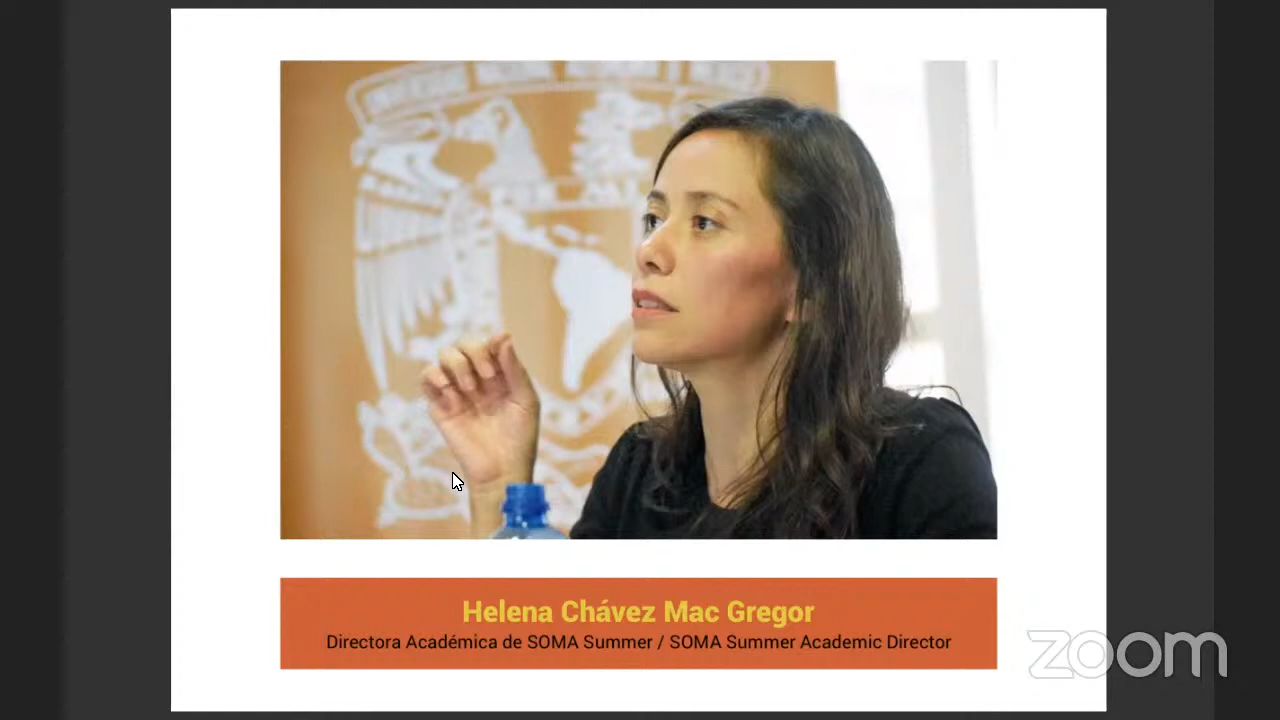 Helena Chávez Mac Gregor
Directora Académica de SOMA Summer / SOMA Summer Academic Director
zoom